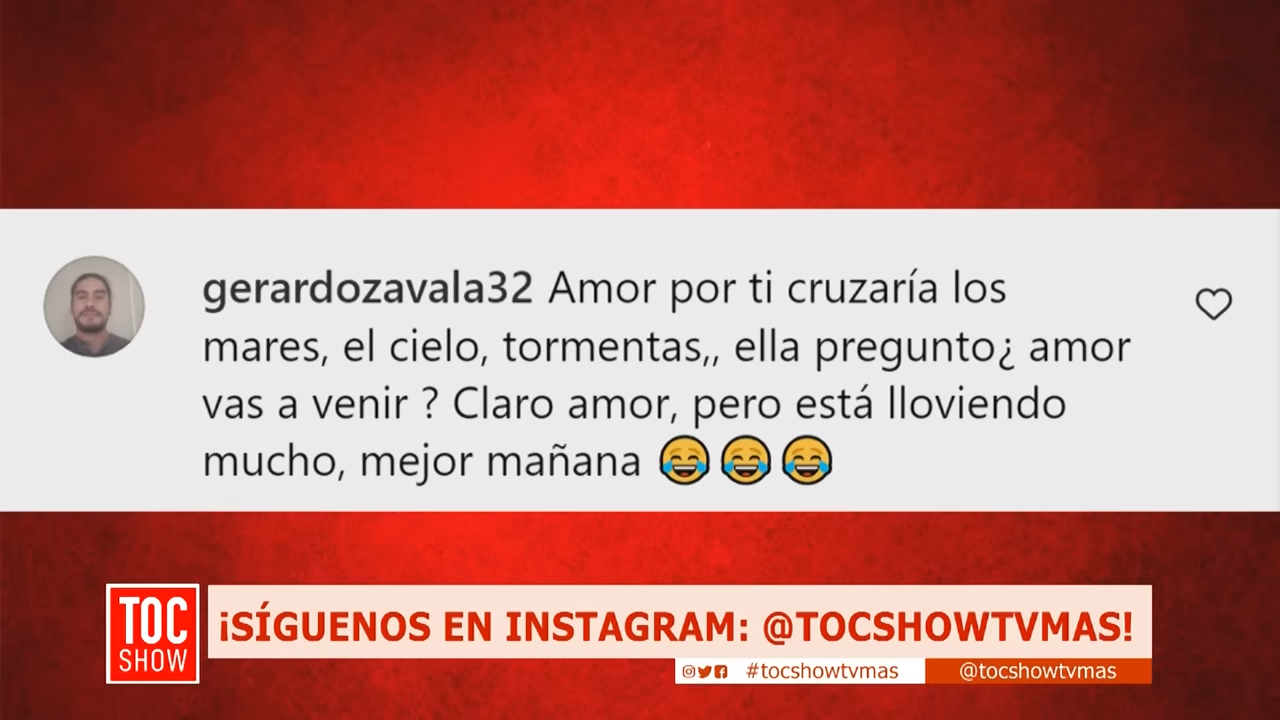 gerardozavala32 Amor por ti cruzaría los
mares, el cielo, tormentas,, ella pregunto¿ amor
vas a venir ? Claro amor, pero está lloviendo
mucho, mejor mañana 😂😂😂
TOC
SHOW
¡SÍGUENOS EN INSTAGRAM: @TOCSHOWTVMAS!
#tocshowtvmas
@tocshowtvmas